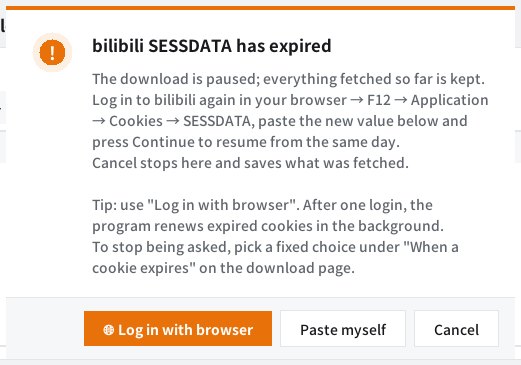 bilibili SESSDATA has expired
The download is paused; everything fetched so far is kept.
Log in to bilibili again in your browser → F12 → Application
→ Cookies → SESSDATA, paste the new value below and
press Continue to resume from the same day.
Cancel stops here and saves what was fetched.
Tip: use "Log in with browser". After one login, the
program renews expired cookies in the background.
To stop being asked, pick a fixed choice under "When a
cookie expires" on the download page.
Log in with browser
Paste myself
Cancel